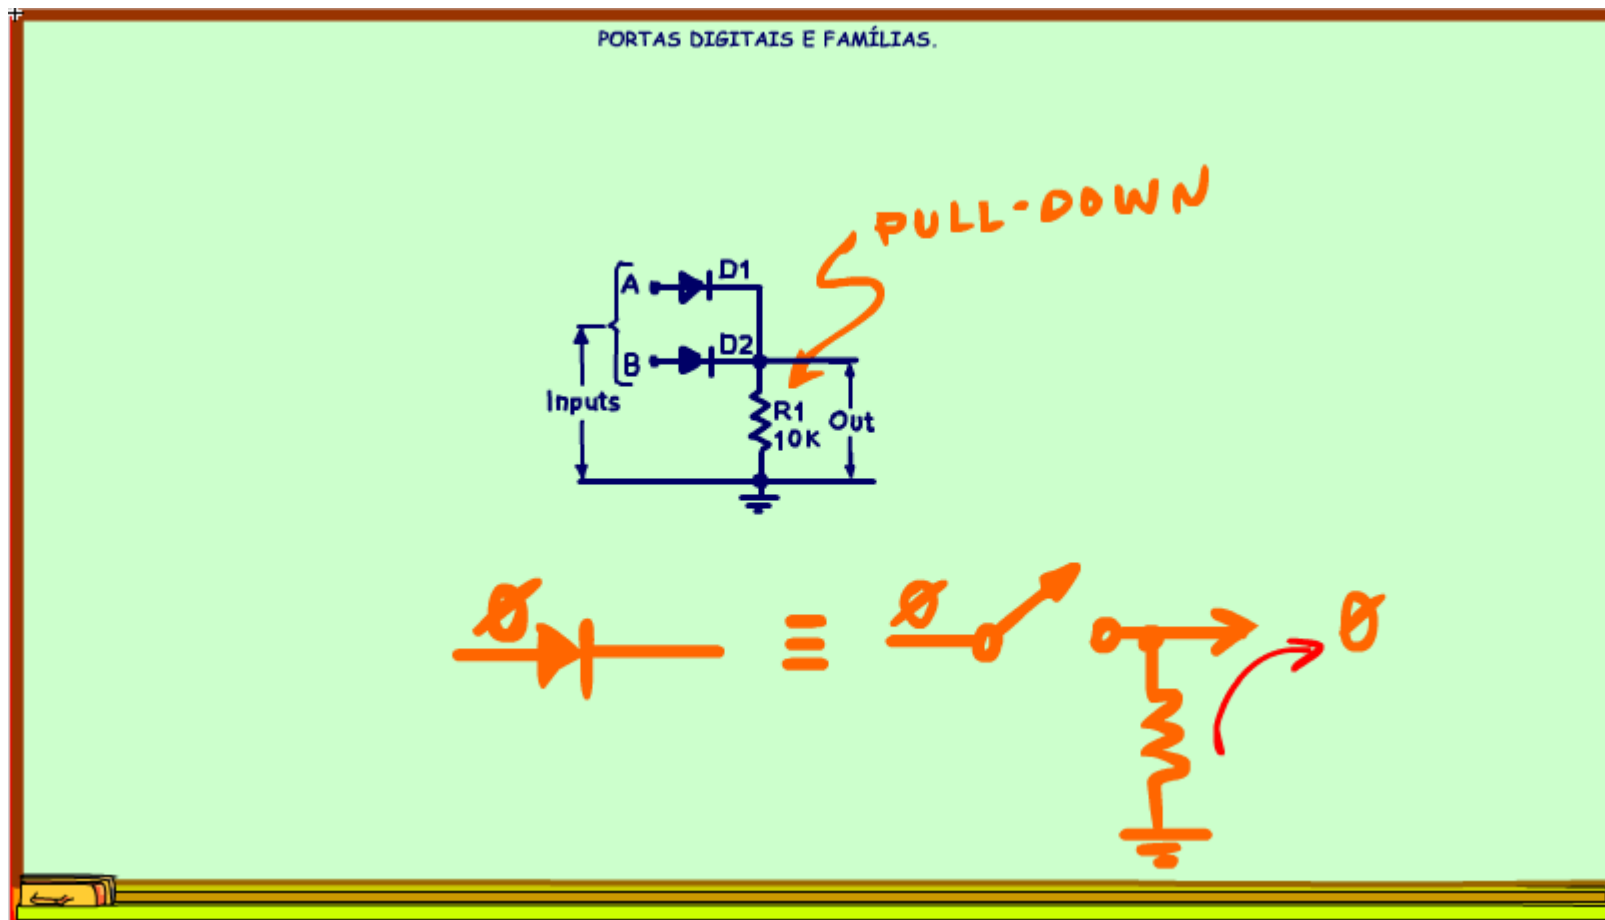 PORTAS DIGITAIS E FAMÍLIAS.
PULL-DOWN
A D1
B D2
Inputs
R1
10K
Out
Ø
Ø
Ø